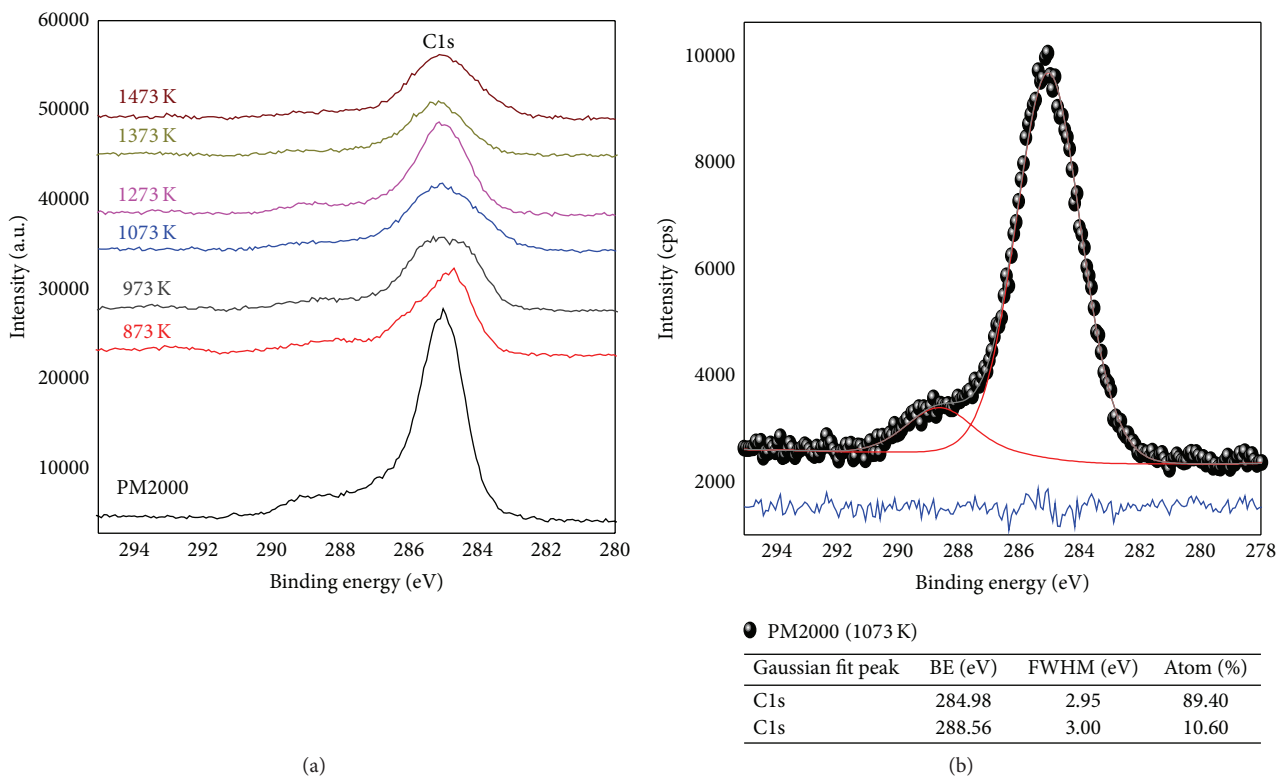 60000
50000
40000
30000
20000
10000
Intensity (a.u.)
C1s
1473 K
1373 K
1273 K
1073 K
973 K
873 K
PM2000
294 292 290 288 286 284 282 280
Binding energy (eV)
(a)
10000
8000
6000
4000
2000
Intensity (cps)
294 292 290 288 286 284 282 280 278
Binding energy (eV)
PM2000 (1073 K)
Gaussian fit peak BE (eV) FWHM (eV) Atom (%)
C1s 284.98 2.95 89.40
C1s 288.56 3.00 10.60
(b)